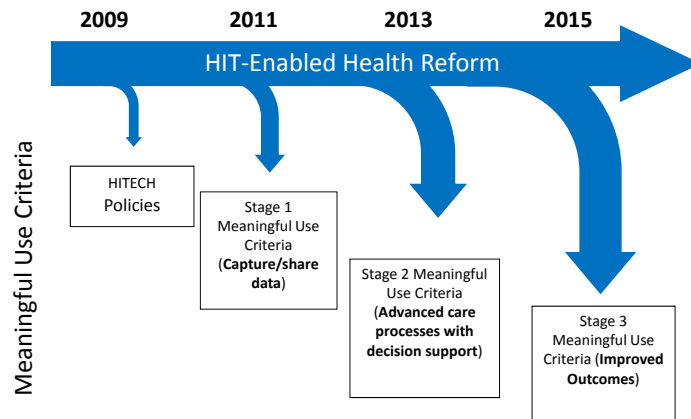 2009 2011 2013 2015
HIT-Enabled Health Reform
Meaningful Use Criteria
HITECH
Policies
Stage 1
Meaningful Use
Criteria
(Capture/share
data)
Stage 2 Meaningful
Use Criteria
(Advanced care
processes with
decision support)
Stage 3
Meaningful Use
Criteria (Improved
Outcomes)